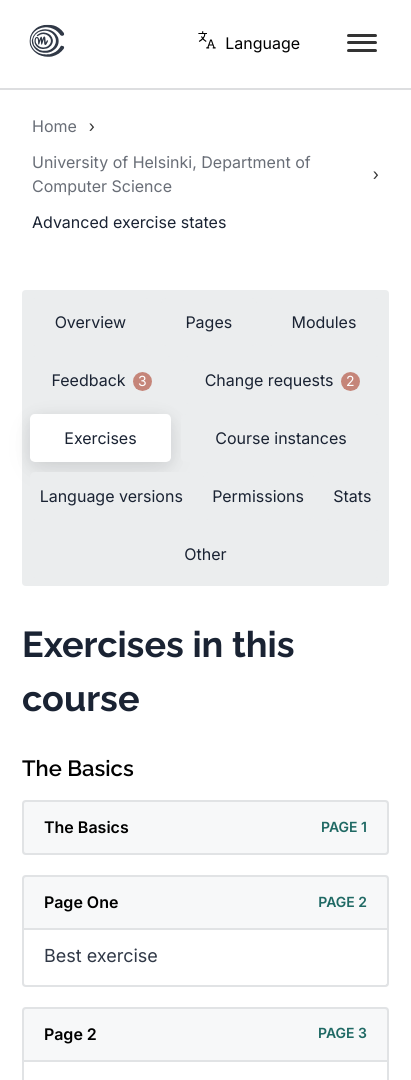 Language
Home ›
University of Helsinki, Department of
Computer Science ›
Advanced exercise states
Overview Pages Modules
Feedback 3 Change requests 2
Exercises Course instances
Language versions Permissions Stats
Other
Exercises in this
course
The Basics
The Basics PAGE 1
Page One PAGE 2
Best exercise
Page 2 PAGE 3